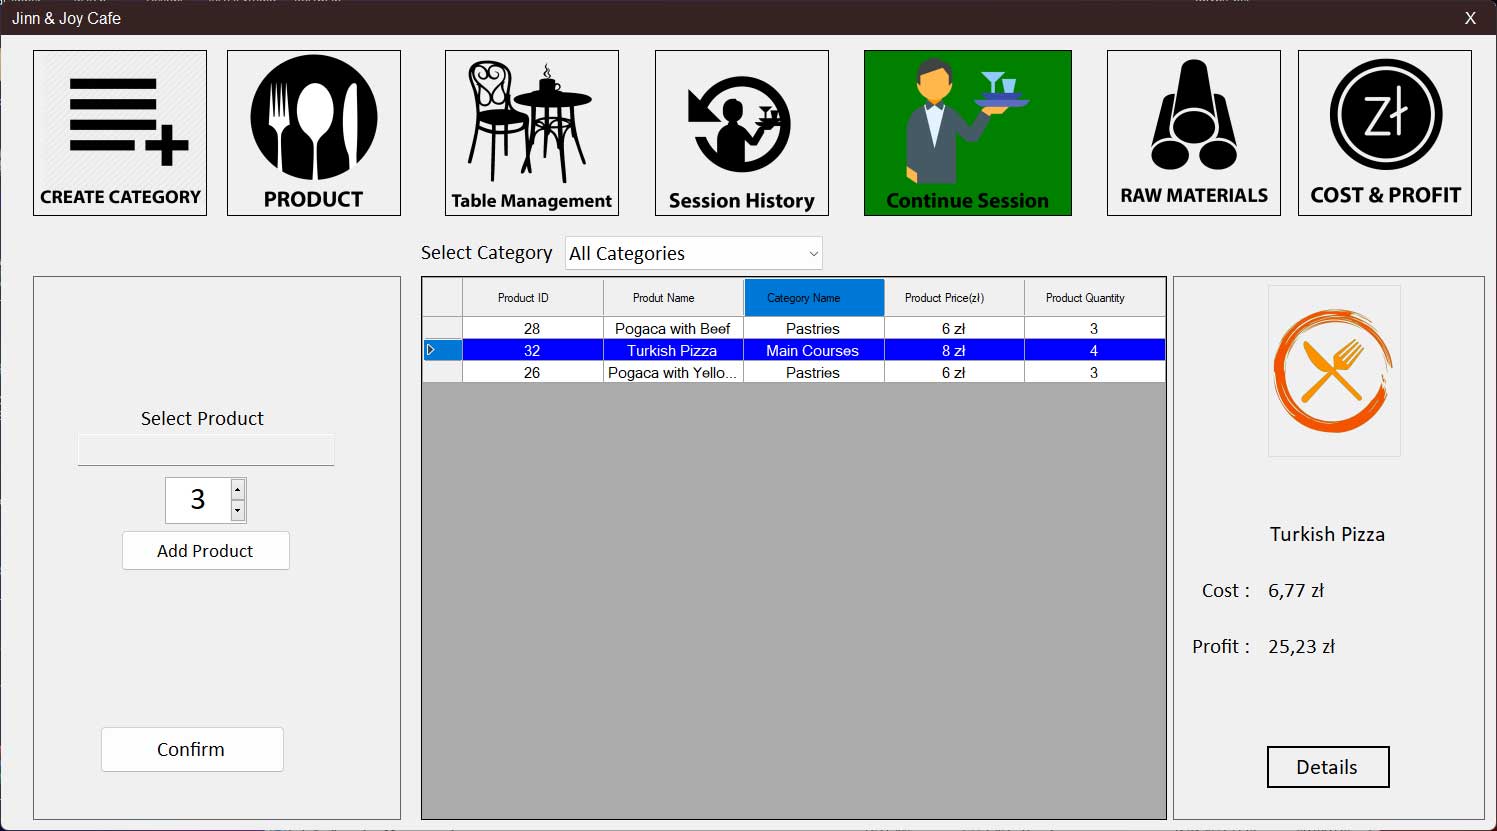 Jinn & Joy Cafe X
CREATE CATEGORY
PRODUCT
Table Management
Session History
Continue Session
RAW MATERIALS
zł
COST & PROFIT
Select Category All Categories
Product ID Produt Name Category Name Product Price(zł) Product Quantity
28 Pogaca with Beef Pastries 6 zł 3
32 Turkish Pizza Main Courses 8 zł 4
26 Pogaca with Yello... Pastries 6 zł 3
Select Product
3
Add Product
Confirm
Turkish Pizza
Cost : 6,77 zł
Profit : 25,23 zł
Details